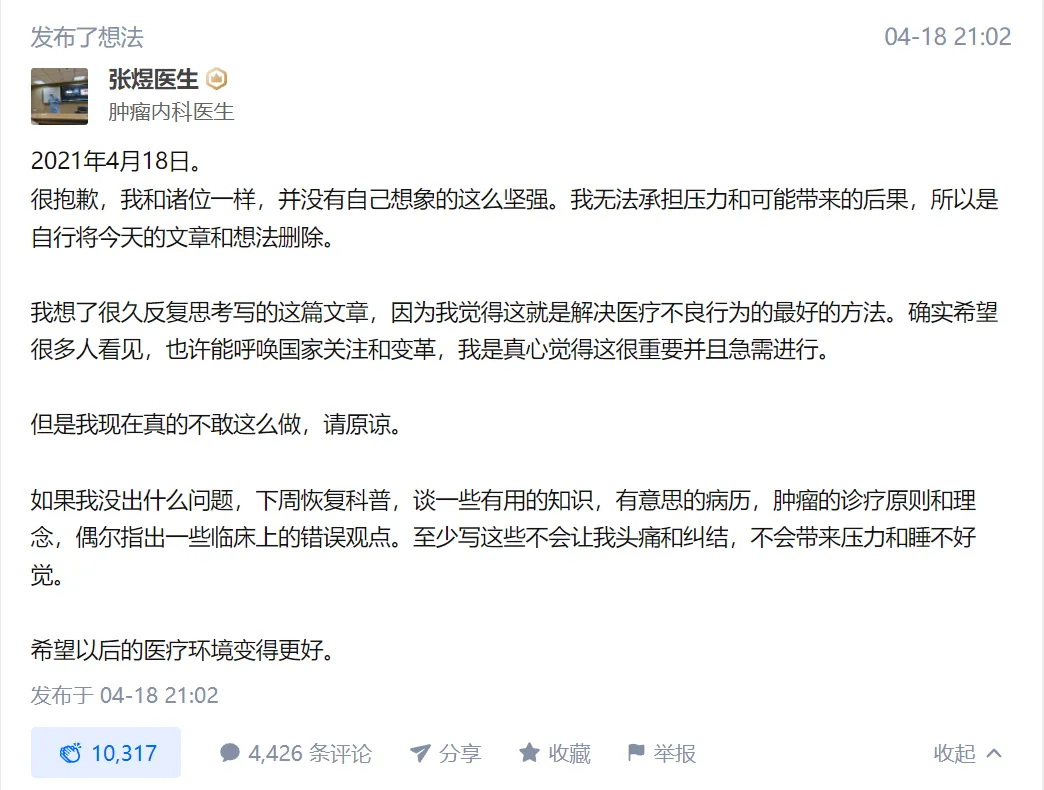 发布了想法
04-18 21:02
张煜医生
肿瘤内科医生
2021年4月18日。
很抱歉，我和诸位一样，并没有自己想象的这么坚强。我无法承担压力和可能带来的后果，所以是
自行将今天的文章和想法删除。
我想了很久反复思考写的这篇文章，因为我觉得这就是解决医疗不良行为的最好的方法。确实希望
很多人看见，也许能呼唤国家关注和变革，我是真心觉得这很重要并且急需进行。
但是我现在真的不敢这么做，请原谅。
如果我没出什么问题，下周恢复科普，谈一些有用的知识，有意思的病历，肿瘤的诊疗原则和理
念，偶尔指出一些临床上的错误观点。至少写这些不会让我头痛和纠结，不会带来压力和睡不好
觉。
希望以后的医疗环境变得更好。
发布于 04-18 21:02
10,317
4,426 条评论
分享
收藏
举报
收起